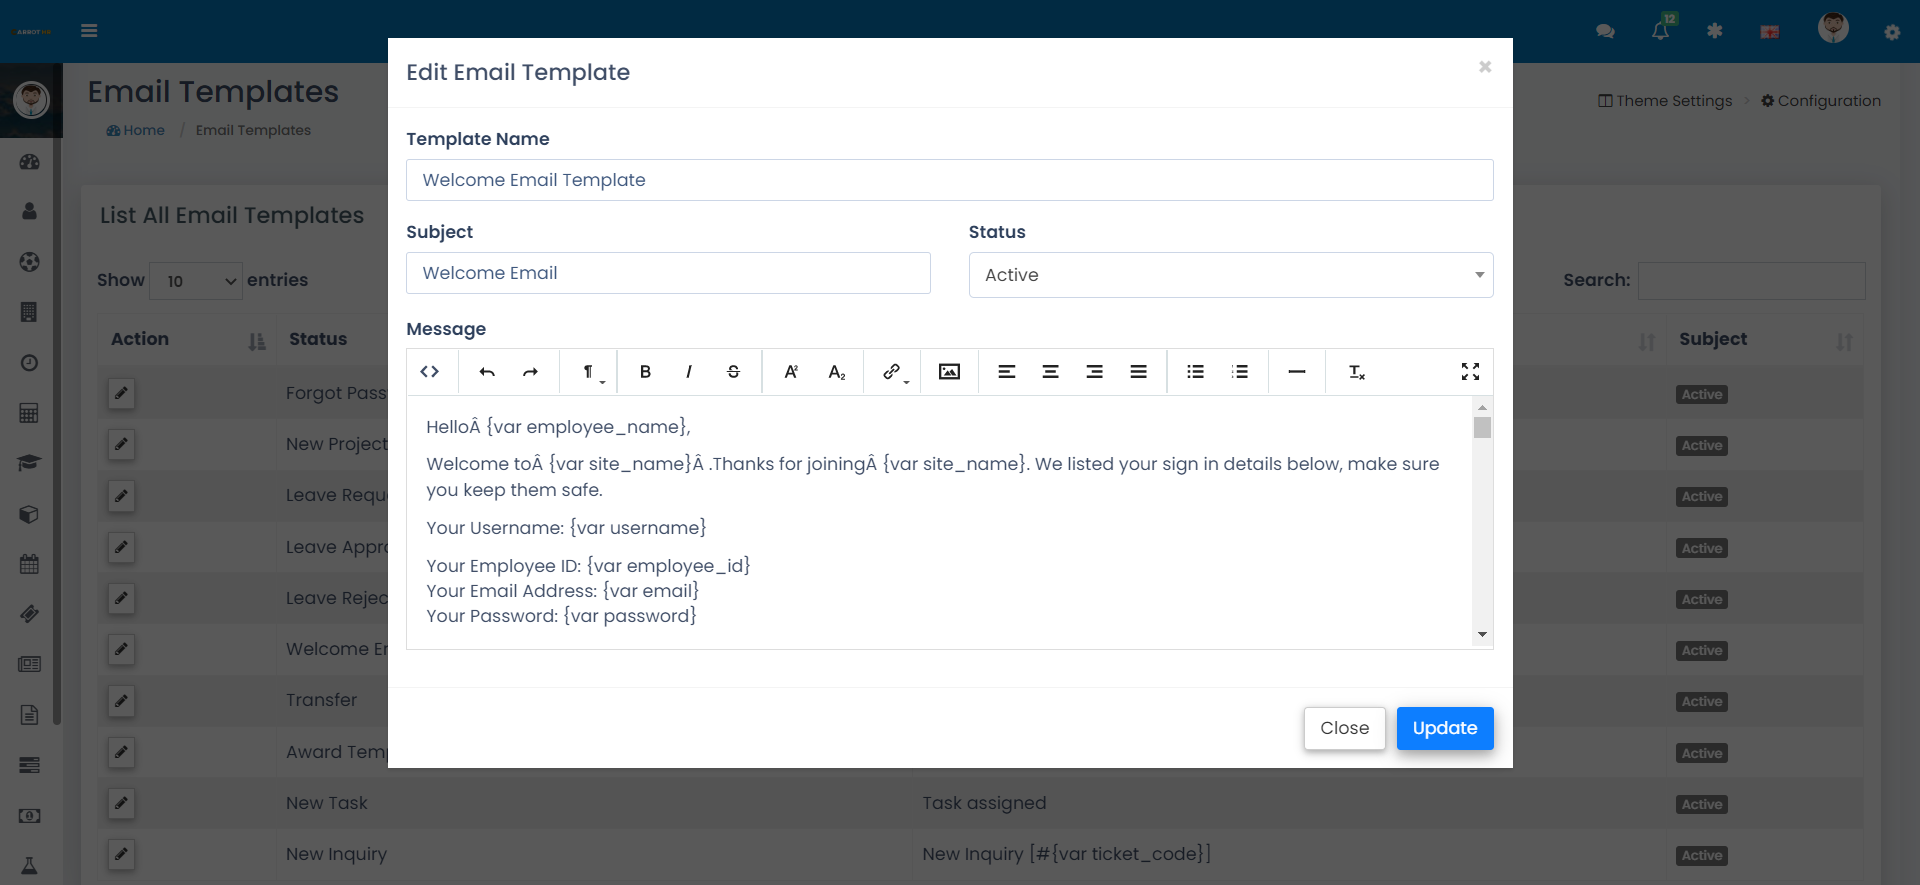 12
Email Templates
Home / Email Templates
Theme Settings > Configuration
List All Email Templates
Show 10 entries
Search:
Action Status Subject
Forgot Pass Active
New Project Active
Leave Requ Active
Leave Appro Active
Leave Rejec Active
Welcome Active
Transfer Active
Award Active
New Task Task assigned Active
New Inquiry New Inquiry [#{var ticket_code}] Active
Edit Email Template
×
Template Name
Welcome Email Template
Subject Status
Welcome Email Active
Message
HelloÂ {var employee_name},
Welcome toÂ {var site_name}Â .Thanks for joiningÂ {var site_name}. We listed your sign in details below, make sure
you keep them safe.
Your Username: {var username}
Your Employee ID: {var employee_id}
Your Email Address: {var email}
Your Password: {var password}
Close Update